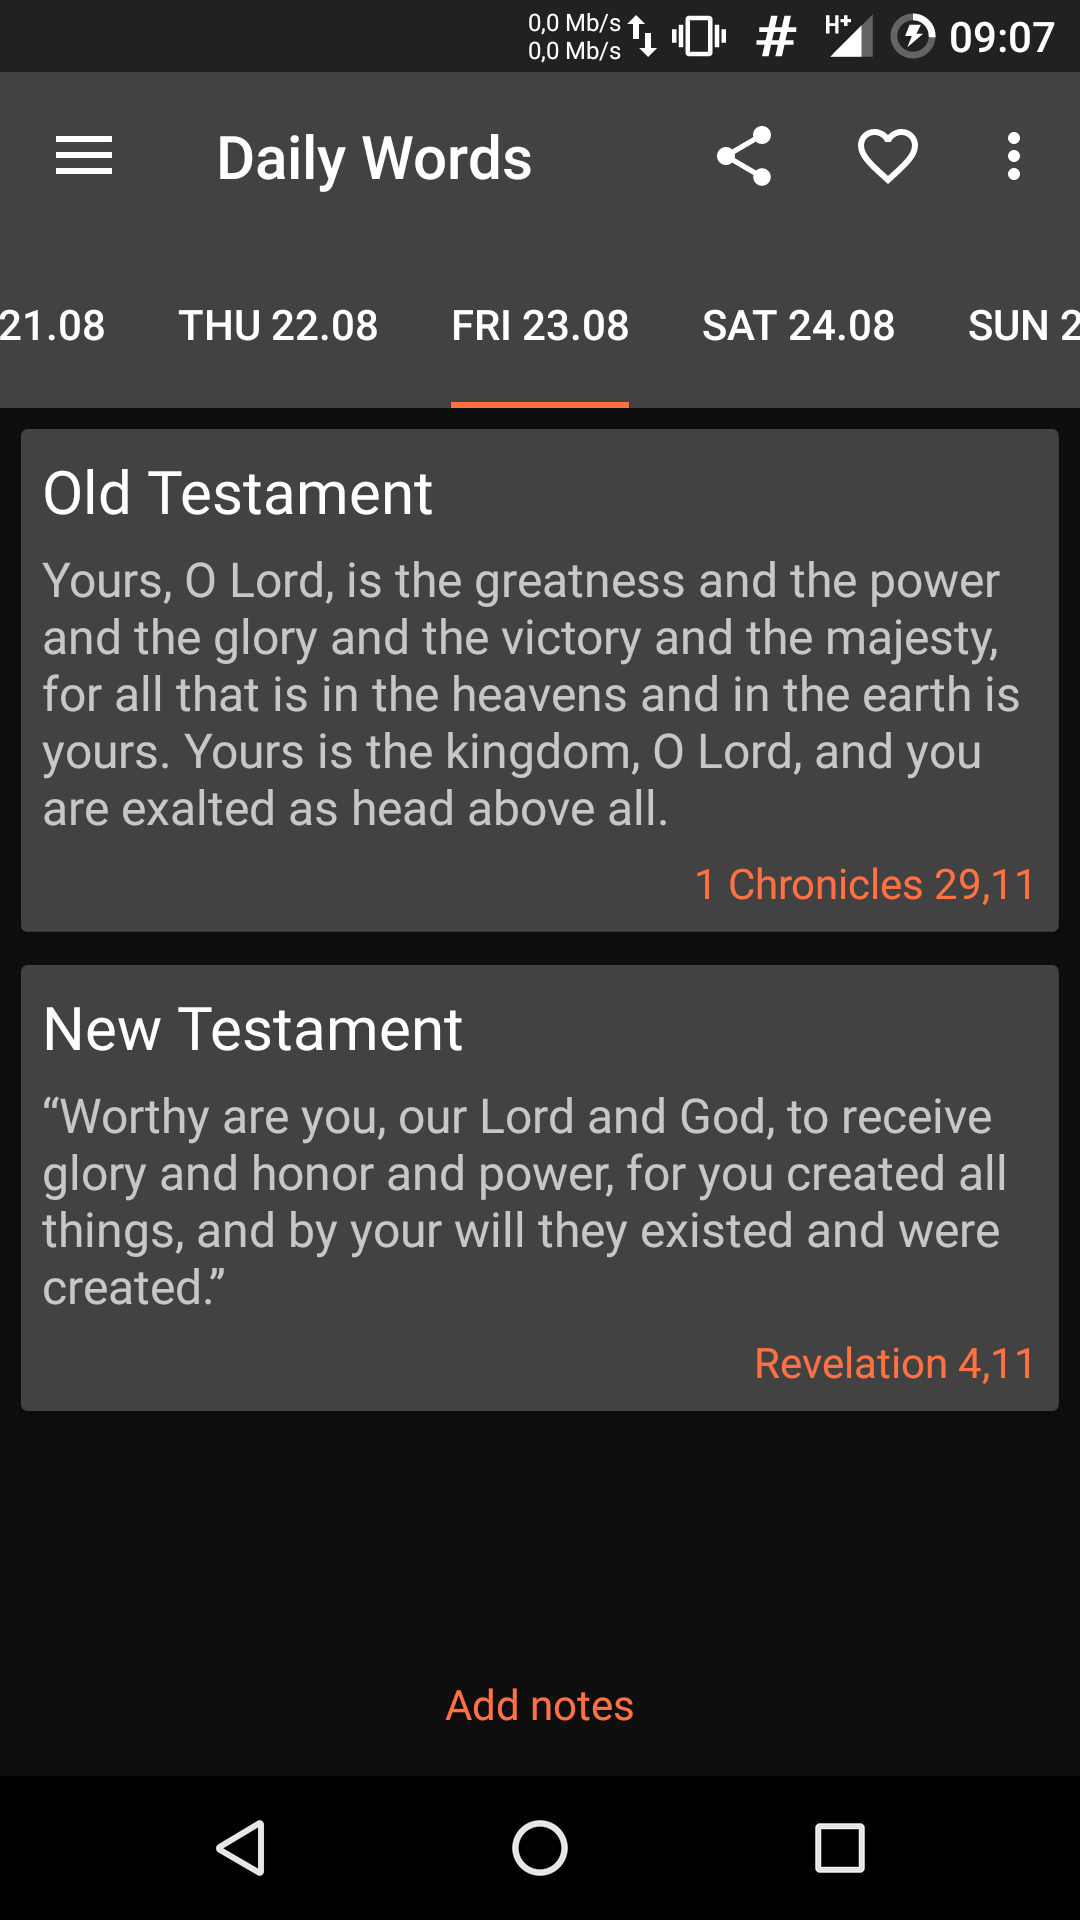 0,0 Mb/s
0,0 Mb/s
# H+ 09:07
Daily Words
21.08 THU 22.08 FRI 23.08 SAT 24.08 SUN 2
Old Testament
Yours, O Lord, is the greatness and the power
and the glory and the victory and the majesty,
for all that is in the heavens and in the earth is
yours. Yours is the kingdom, O Lord, and you
are exalted as head above all.
1 Chronicles 29,11
New Testament
“Worthy are you, our Lord and God, to receive
glory and honor and power, for you created all
things, and by your will they existed and were
created.”
Revelation 4,11
Add notes